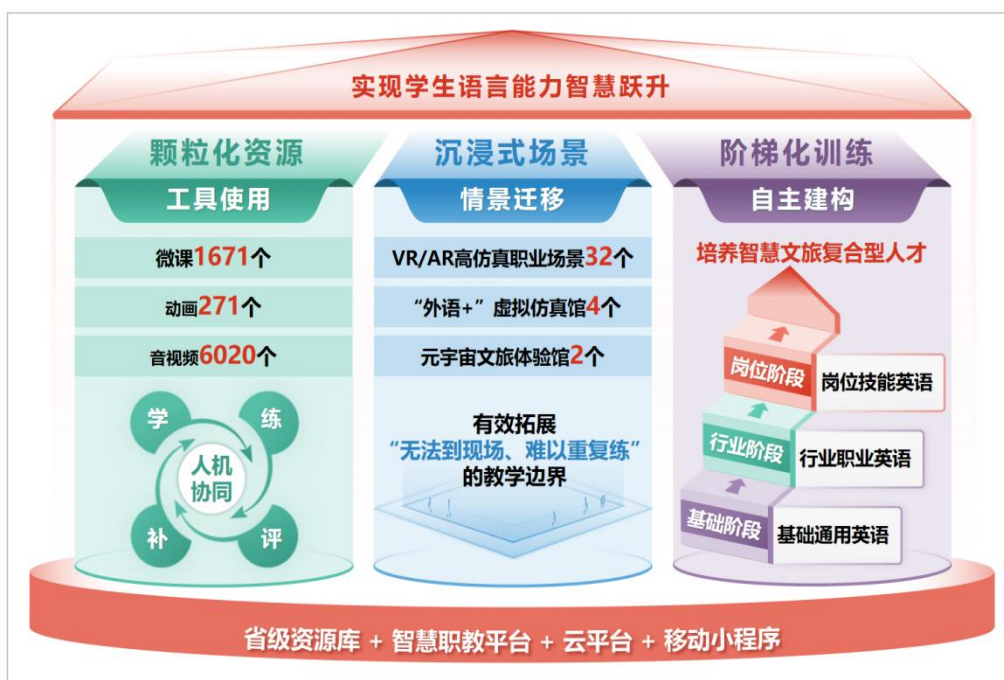 实现学生语言能力智慧跃升
颗粒化资源
工具使用
微课1671个
动画271个
音视频6020个
学
练
人机
协同
补
评
沉浸式场景
情景迁移
VR/AR高仿真职业场景32个
“外语+”虚拟仿真馆4个
元宇宙文旅体验馆2个
有效拓展
“无法到现场、难以重复练”
的教学边界
阶梯化训练
自主建构
培养智慧文旅复合型人才
岗位阶段
岗位技能英语
行业阶段
行业职业英语
基础阶段
基础通用英语
省级资源库 + 智慧职教平台 + 云平台 + 移动小程序